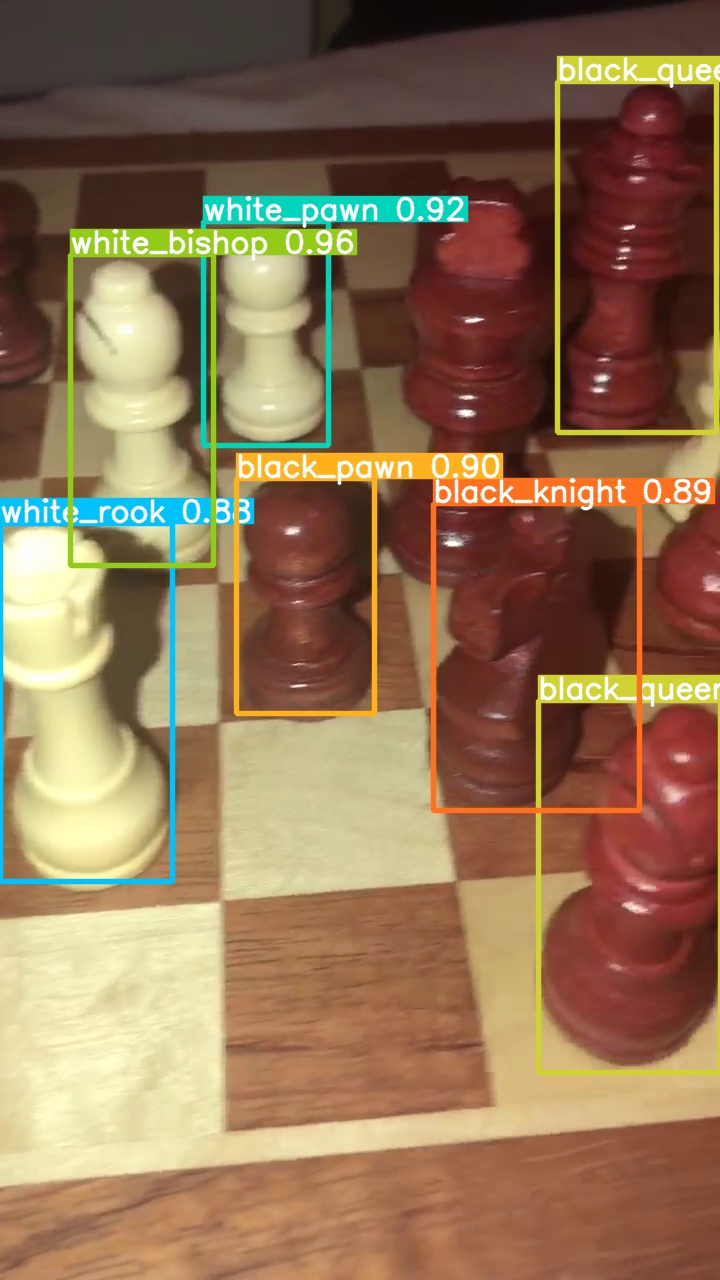 black_quee
white_pawn 0.92
white_bishop 0.96
black_pawn 0.90
black_knight 0.89
white_rook 0.88
black_queen